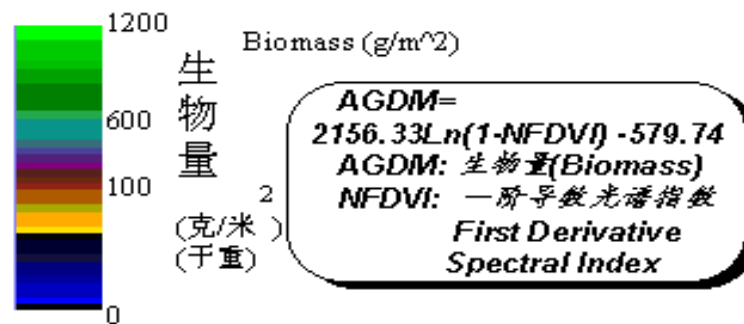 1200
600
100
0
生物量
2
(克/米 )
(干重)
Biomass (g/m^2)
AGDM=
2156.33Ln(1-NFDVI) -579.74
AGDM: 生物量(Biomass)
NFDVI: 一阶导数光谱指数
First Derivative
Spectral Index